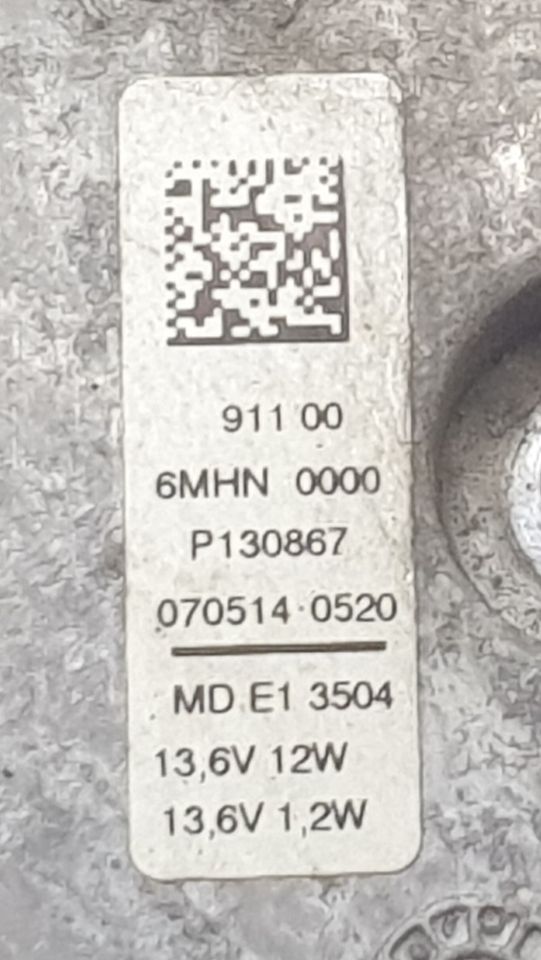 911 00
6MHN 0000
P130867
070514 0520
MD E1 3504
13,6V 12W
13,6V 1,2W